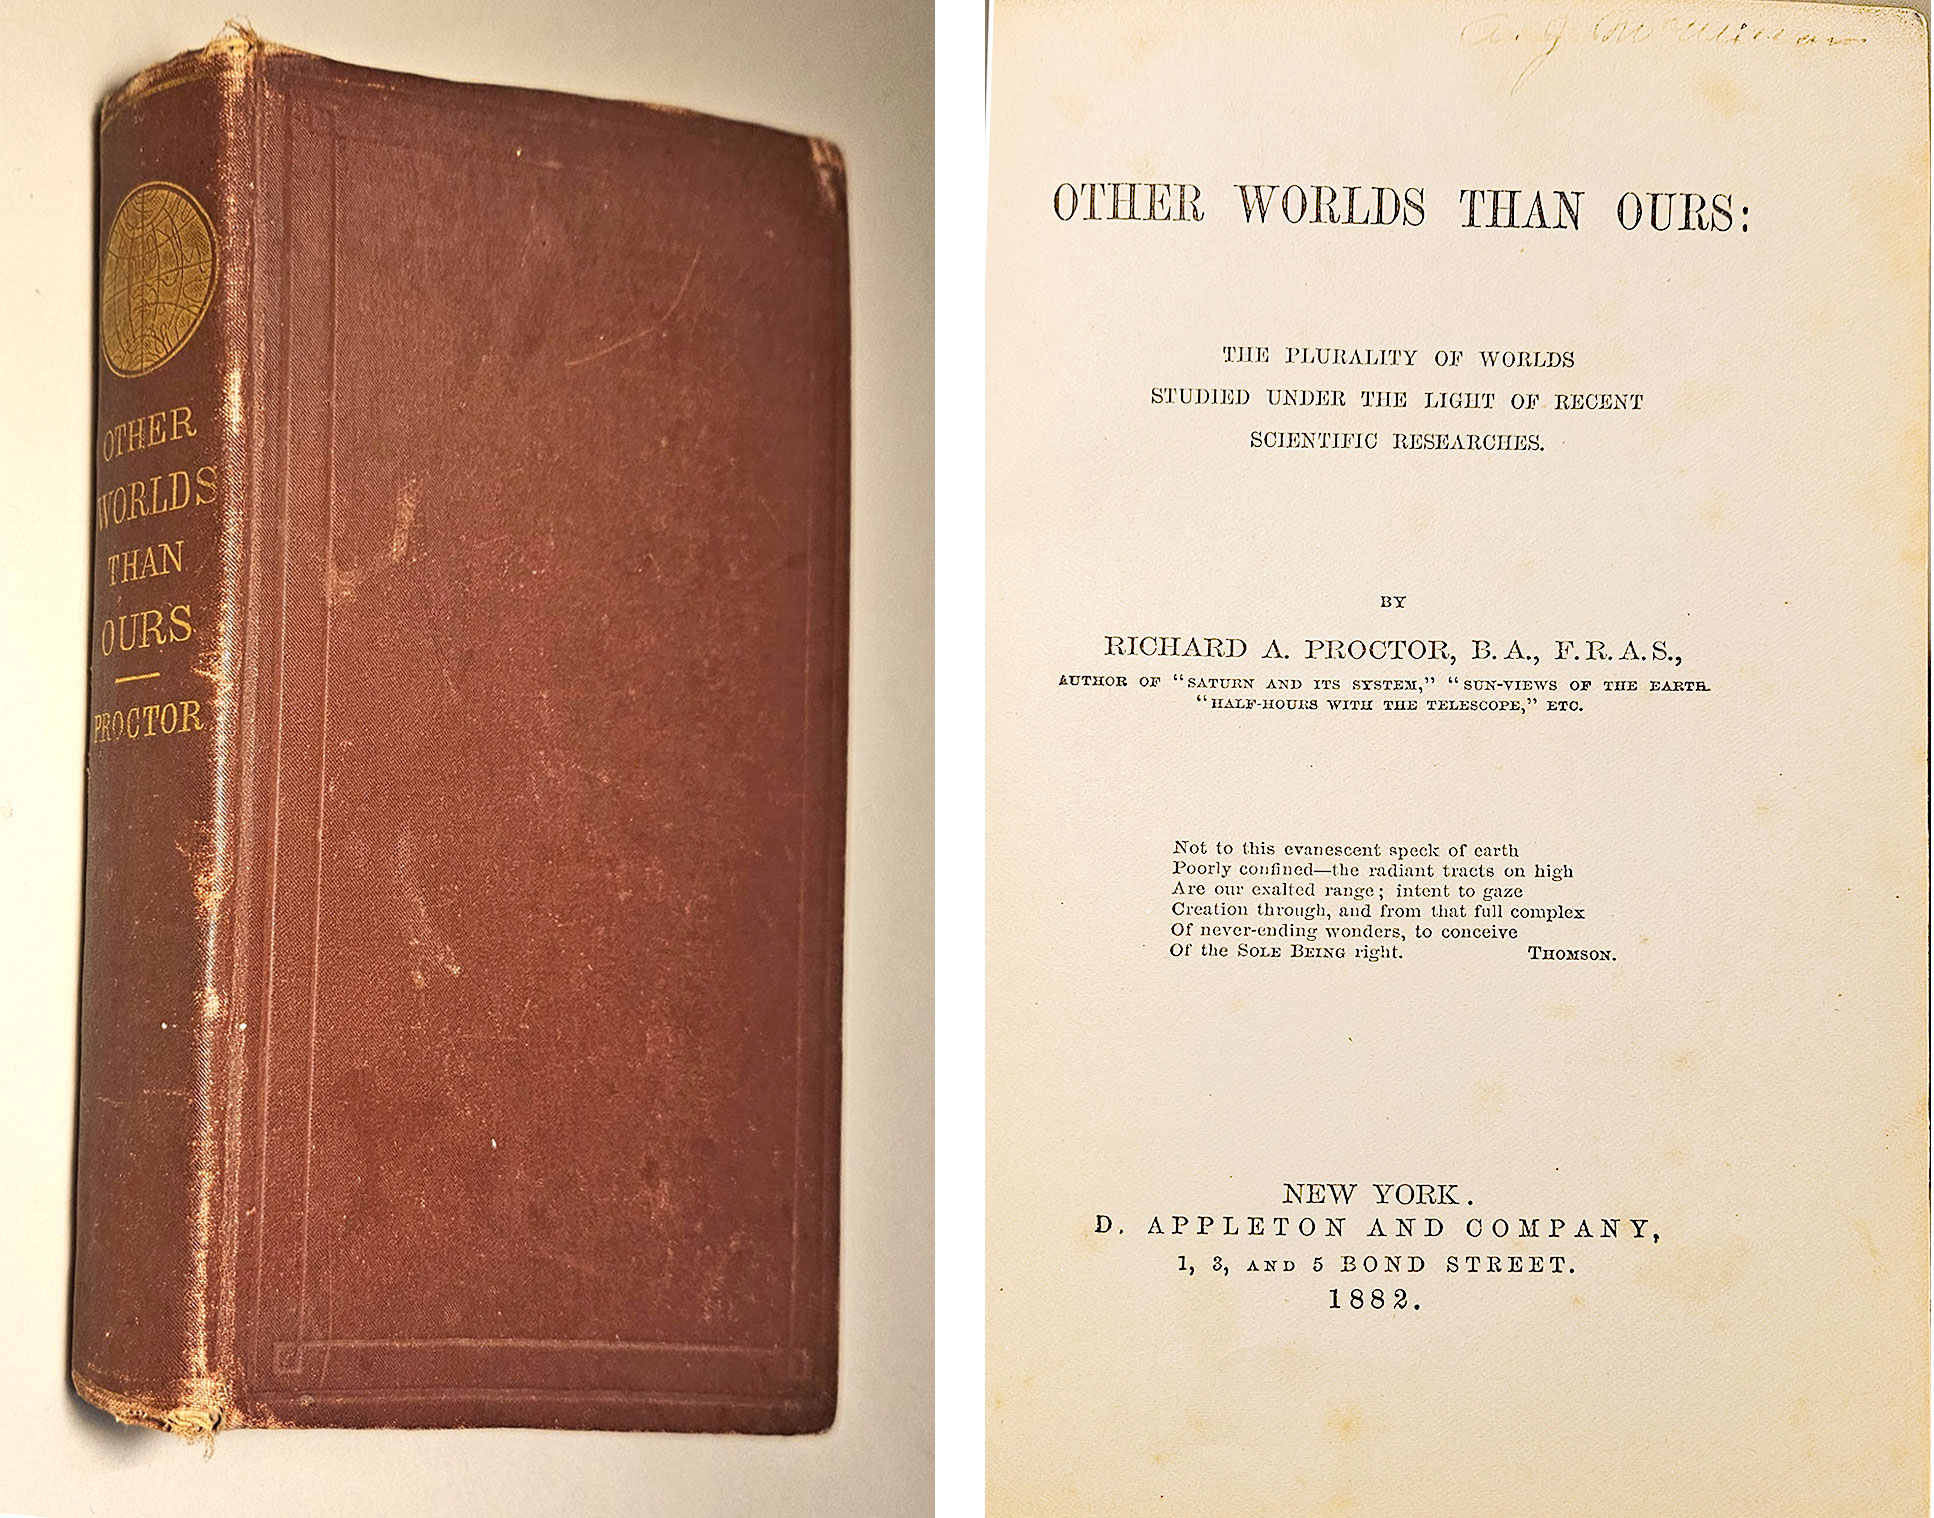 OTHER
WORLDS
THAN
OURS
PROCTOR
OTHER WORLDS THAN OURS:
THE PLURALITY OF WORLDS
STUDIED UNDER THE LIGHT OF RECENT
SCIENTIFIC RESEARCHES.
BY
RICHARD A. PROCTOR, B.A., F.R.A.S.,
AUTHOR OF "SATURN AND ITS SYSTEM," "SUN-VIEWS OF THE EARTH.
"HALF-HOURS WITH THE TELESCOPE," ETC.
Not to this evanescent speck of earth
Poorly confined—the radiant tracts on high
Are our exalted range; intent to gaze
Creation through, and from that full complex
Of never-ending wonders, to conceive
Of the SOLE BEING right. THOMSON.
NEW YORK.
D. APPLETON AND COMPANY,
1, 3, AND 5 BOND STREET.
1882.